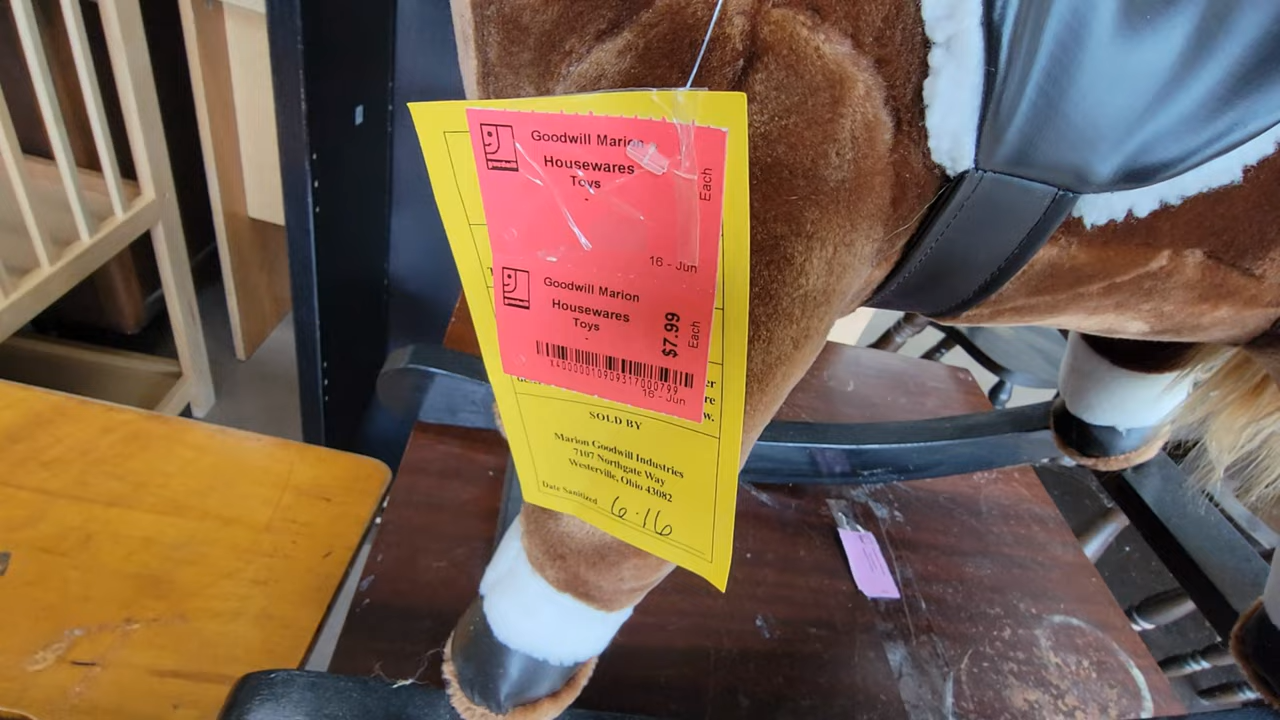 Goodwill Marion
Housewares
Toys
Each
16 - Jun
Goodwill Marion
Housewares
Toys
$7.99
Each
X40000010909317000799
16 - Jun
SOLD BY
Marion Goodwill Industries
7107 Northgate Way
Westerville, Ohio 43082
Date Sanitized 6.16